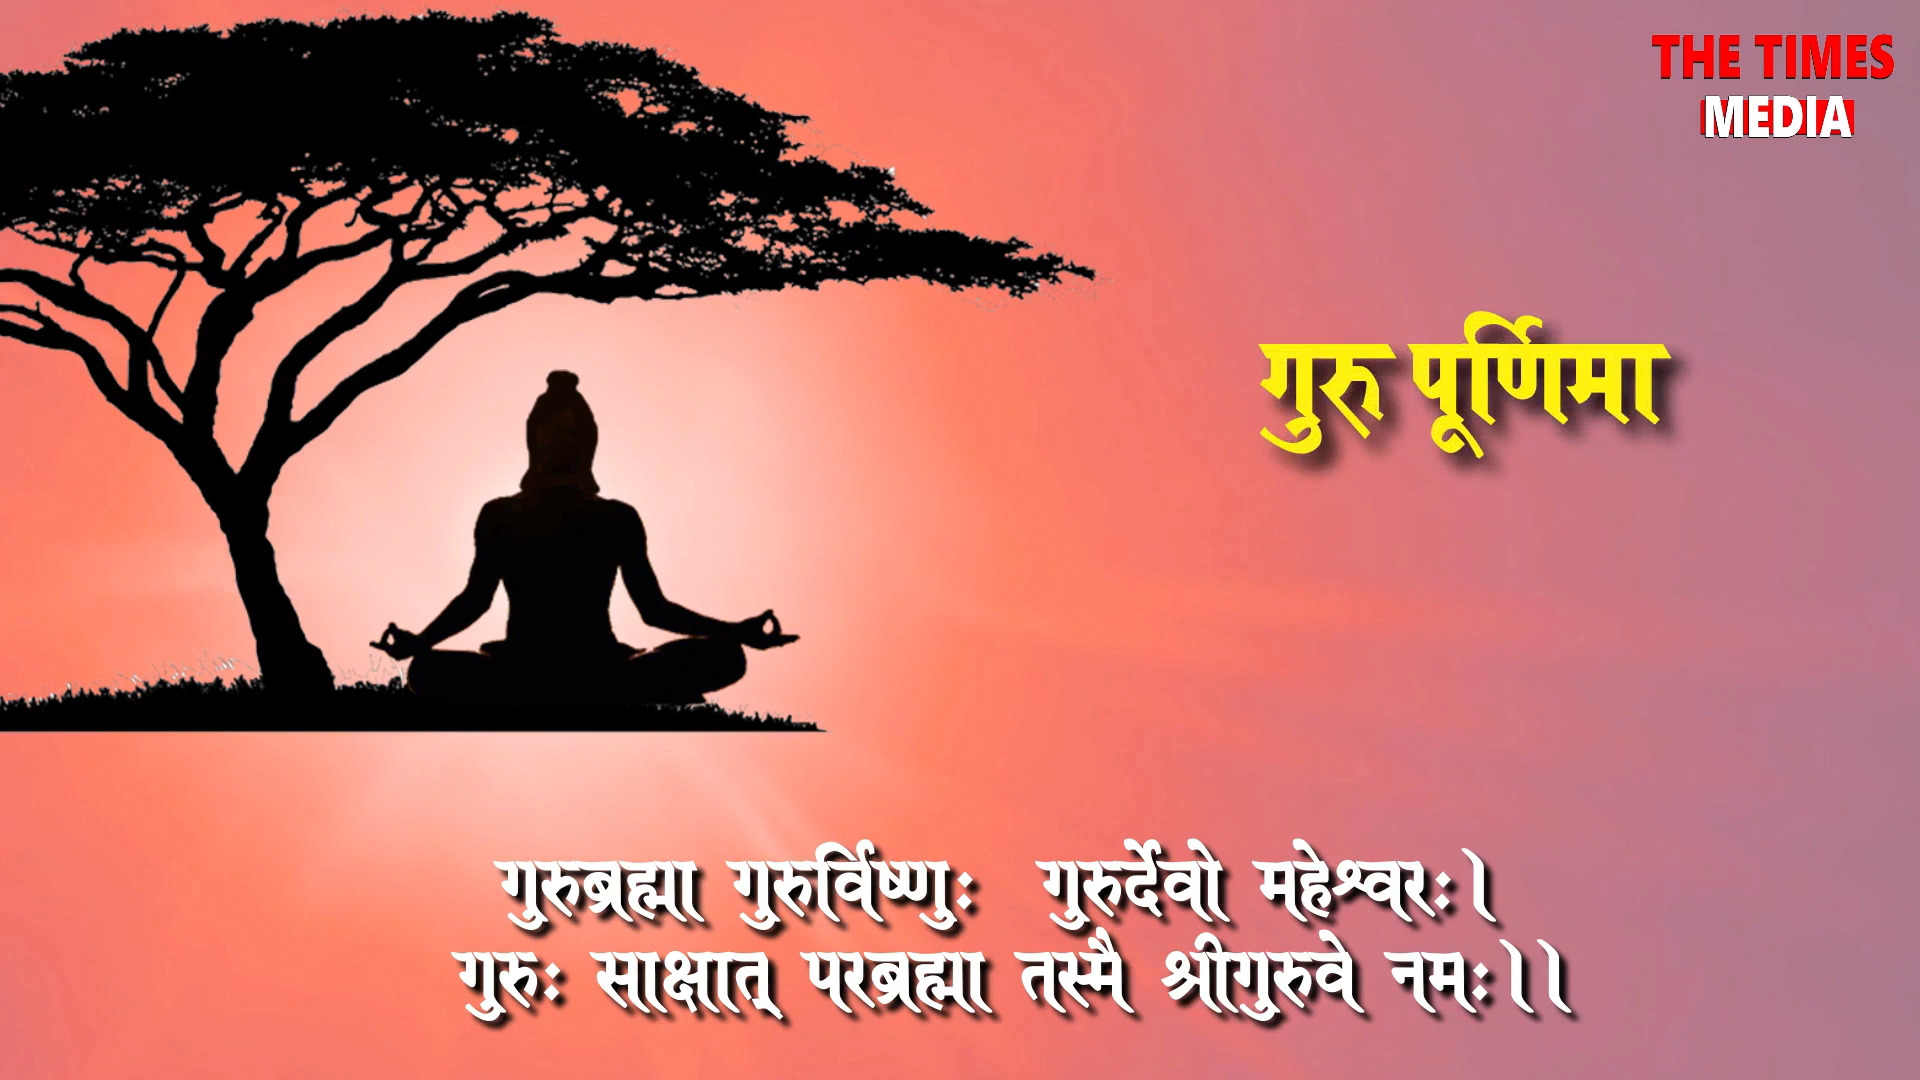 THE TIMES
MEDIA
गुरु पूर्णिमा
गुरुब्रह्मा गुरुर्विष्णुः गुरुर्देवो महेश्वरः।
गुरुः साक्षात् परब्रह्मा तस्मै श्रीगुरुवे नमः।।